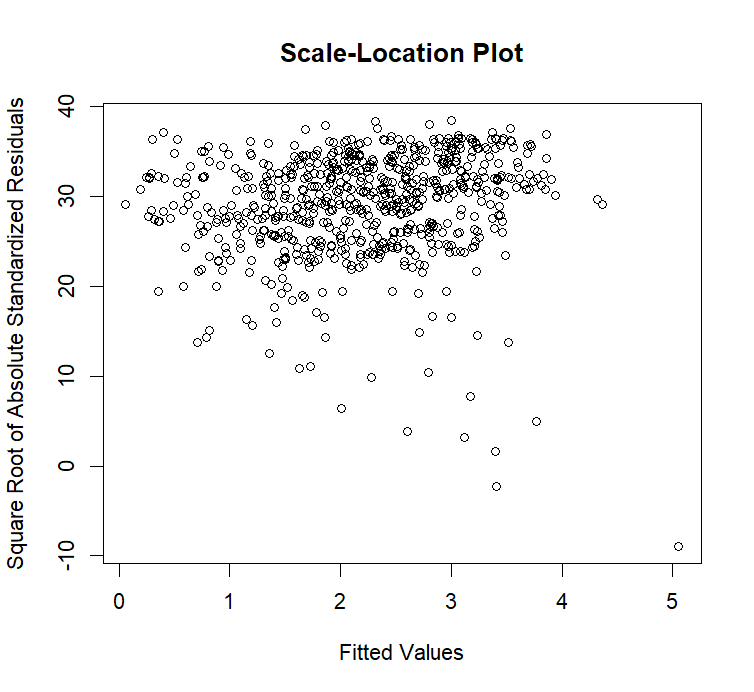 Scale-Location Plot
Square Root of Absolute Standardized Residuals
40
30
20
10
0
-10
0 1 2 3 4 5
Fitted Values